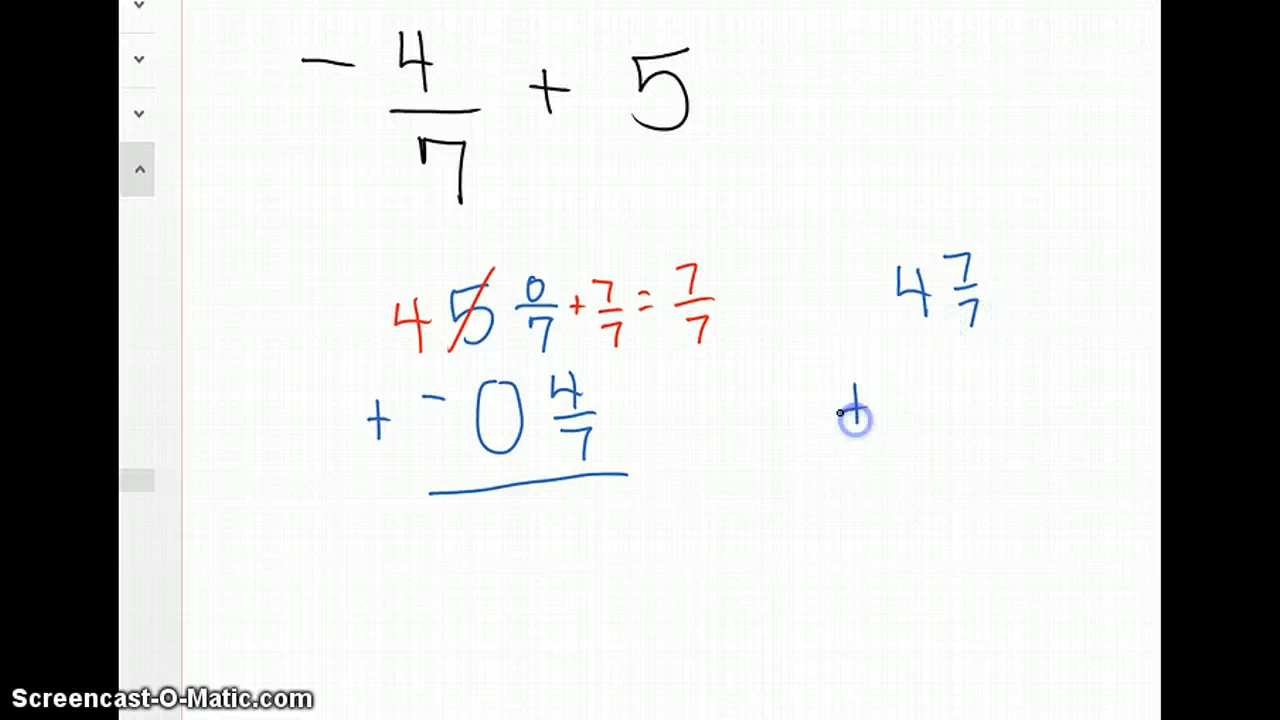 - 4/7 + 5
4 5 0/7 + 7/7 = 7/7
4 7/7
+ - 0 4/7
+
Screencast-O-Matic.com